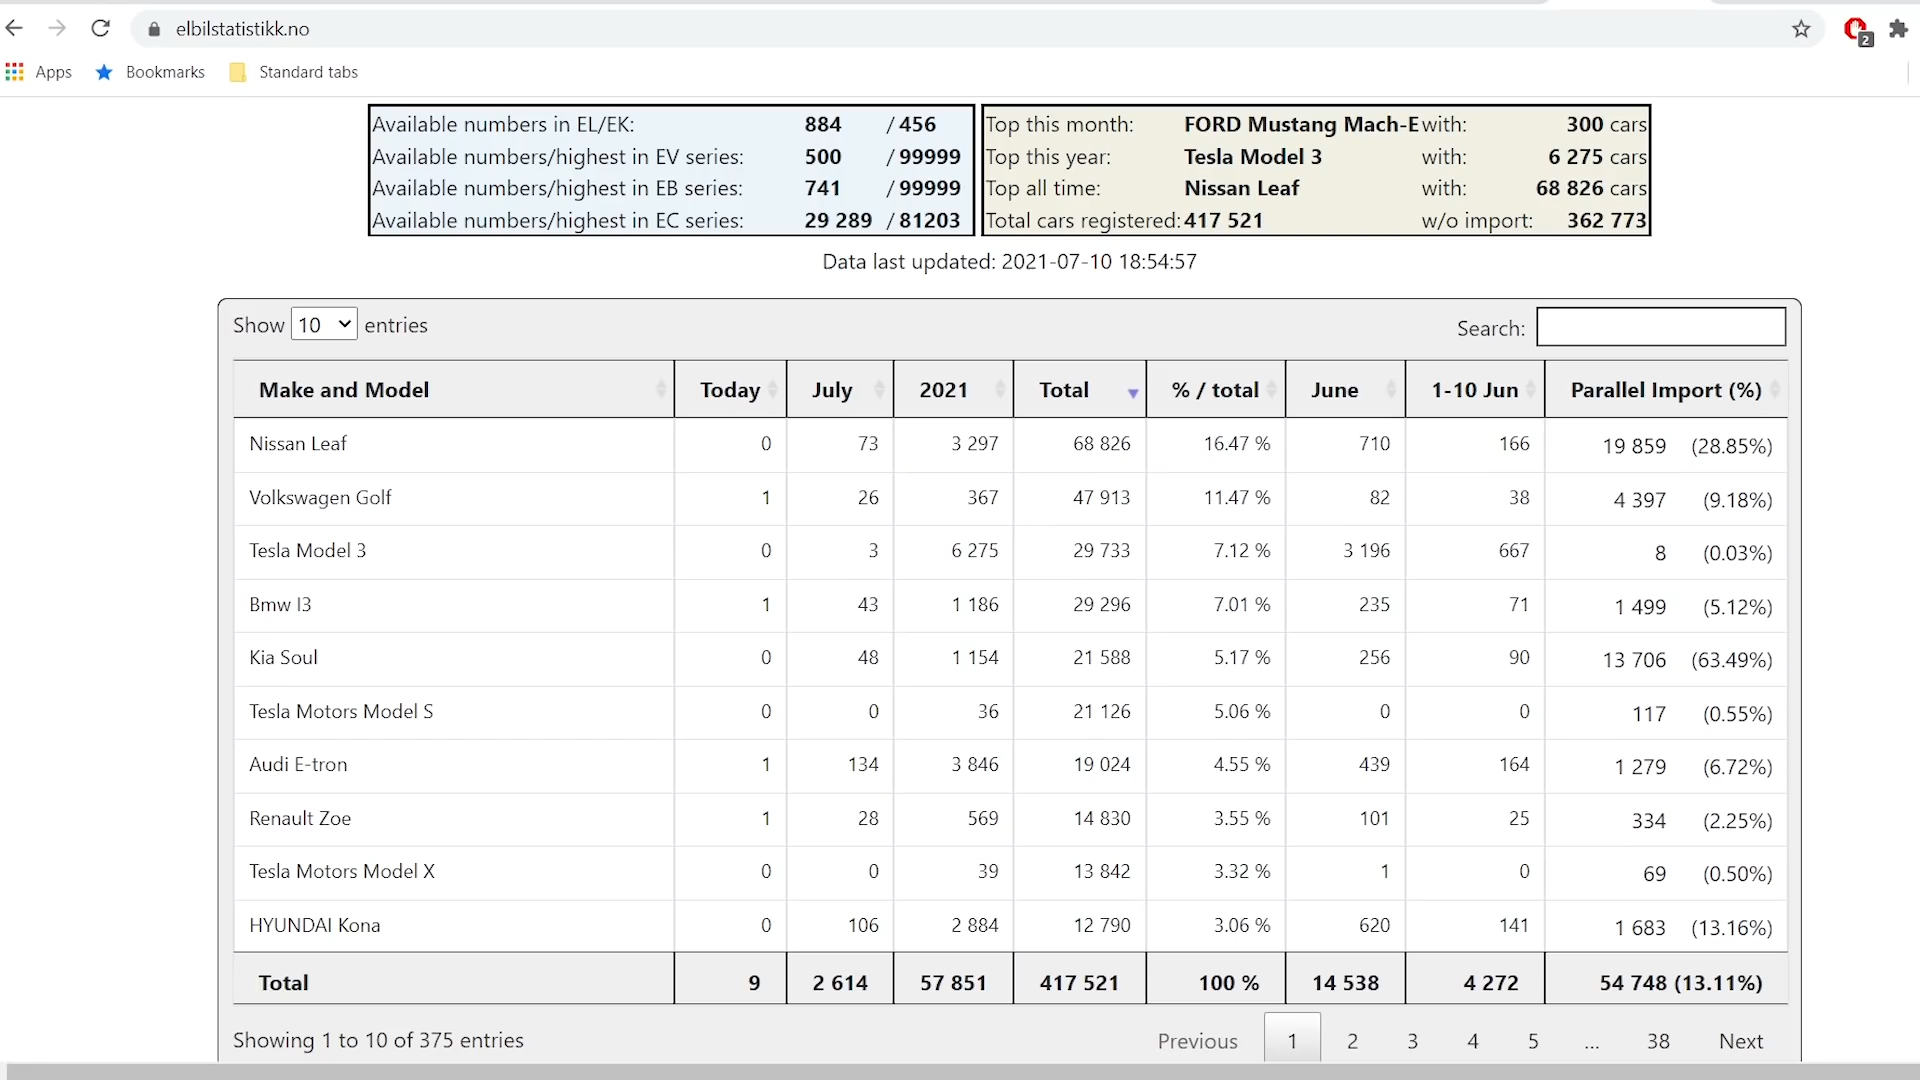 elbilstatistikk.no
2
Apps Bookmarks Standard tabs
Available numbers in EL/EK: 884 / 456
Available numbers/highest in EV series: 500 / 99999
Available numbers/highest in EB series: 741 / 99999
Available numbers/highest in EC series: 29 289 / 81203
Top this month: FORD Mustang Mach-E with: 300 cars
Top this year: Tesla Model 3 with: 6 275 cars
Top all time: Nissan Leaf with: 68 826 cars
Total cars registered: 417 521 w/o import: 362 773
Data last updated: 2021-07-10 18:54:57
Show 10 entries Search:
Make and Model Today July 2021 Total % / total June 1-10 Jun Parallel Import (%)
Nissan Leaf 0 73 3 297 68 826 16.47 % 710 166 19 859 (28.85%)
Volkswagen Golf 1 26 367 47 913 11.47 % 82 38 4 397 (9.18%)
Tesla Model 3 0 3 6 275 29 733 7.12 % 3 196 667 8 (0.03%)
Bmw I3 1 43 1 186 29 296 7.01 % 235 71 1 499 (5.12%)
Kia Soul 0 48 1 154 21 588 5.17 % 256 90 13 706 (63.49%)
Tesla Motors Model S 0 0 36 21 126 5.06 % 0 0 117 (0.55%)
Audi E-tron 1 134 3 846 19 024 4.55 % 439 164 1 279 (6.72%)
Renault Zoe 1 28 569 14 830 3.55 % 101 25 334 (2.25%)
Tesla Motors Model X 0 0 39 13 842 3.32 % 1 0 69 (0.50%)
HYUNDAI Kona 0 106 2 884 12 790 3.06 % 620 141 1 683 (13.16%)
Total 9 2 614 57 851 417 521 100 % 14 538 4 272 54 748 (13.11%)
Showing 1 to 10 of 375 entries Previous 1 2 3 4 5 ... 38 Next